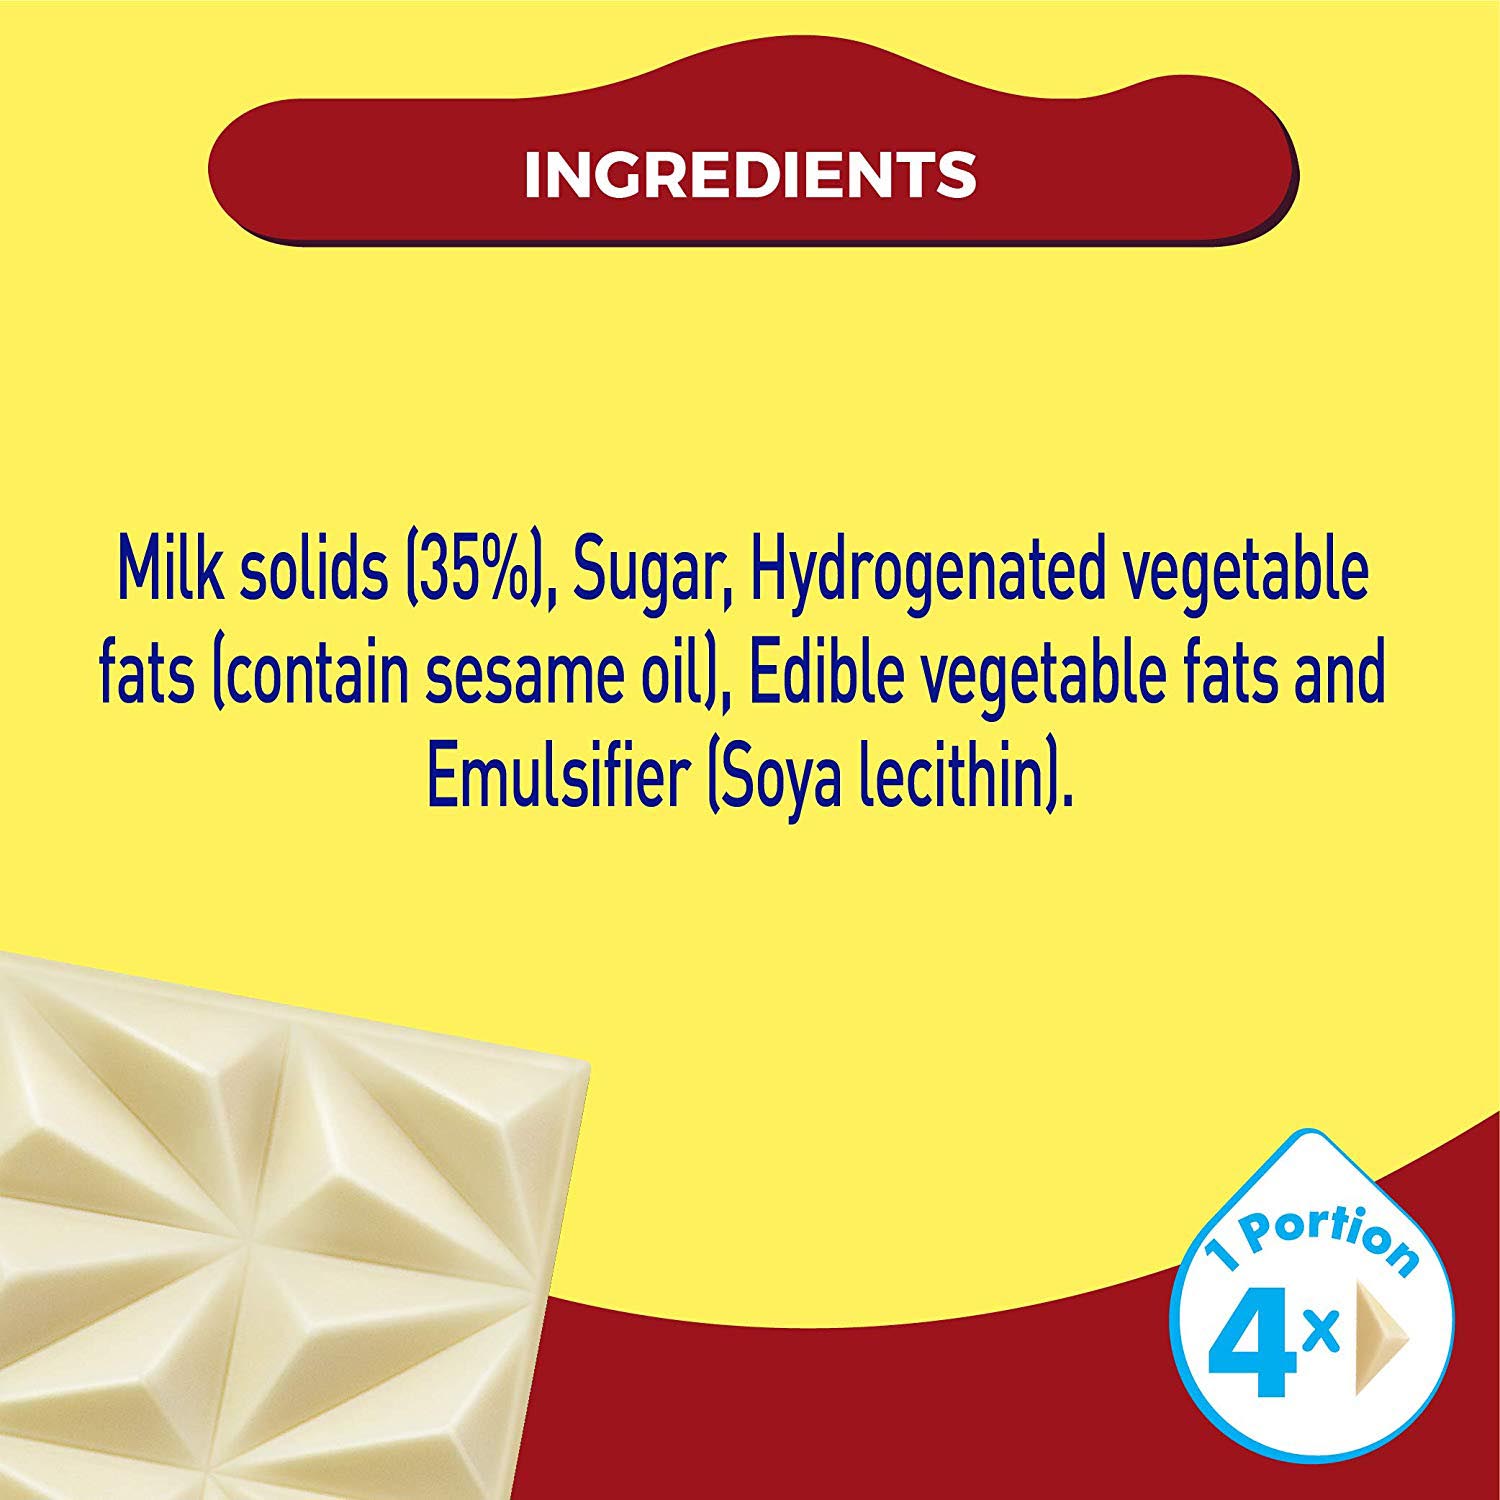 INGREDIENTS
Milk solids (35%), Sugar, Hydrogenated vegetable
fats (contain sesame oil), Edible vegetable fats and
Emulsifier (Soya lecithin).
1 Portion
4x